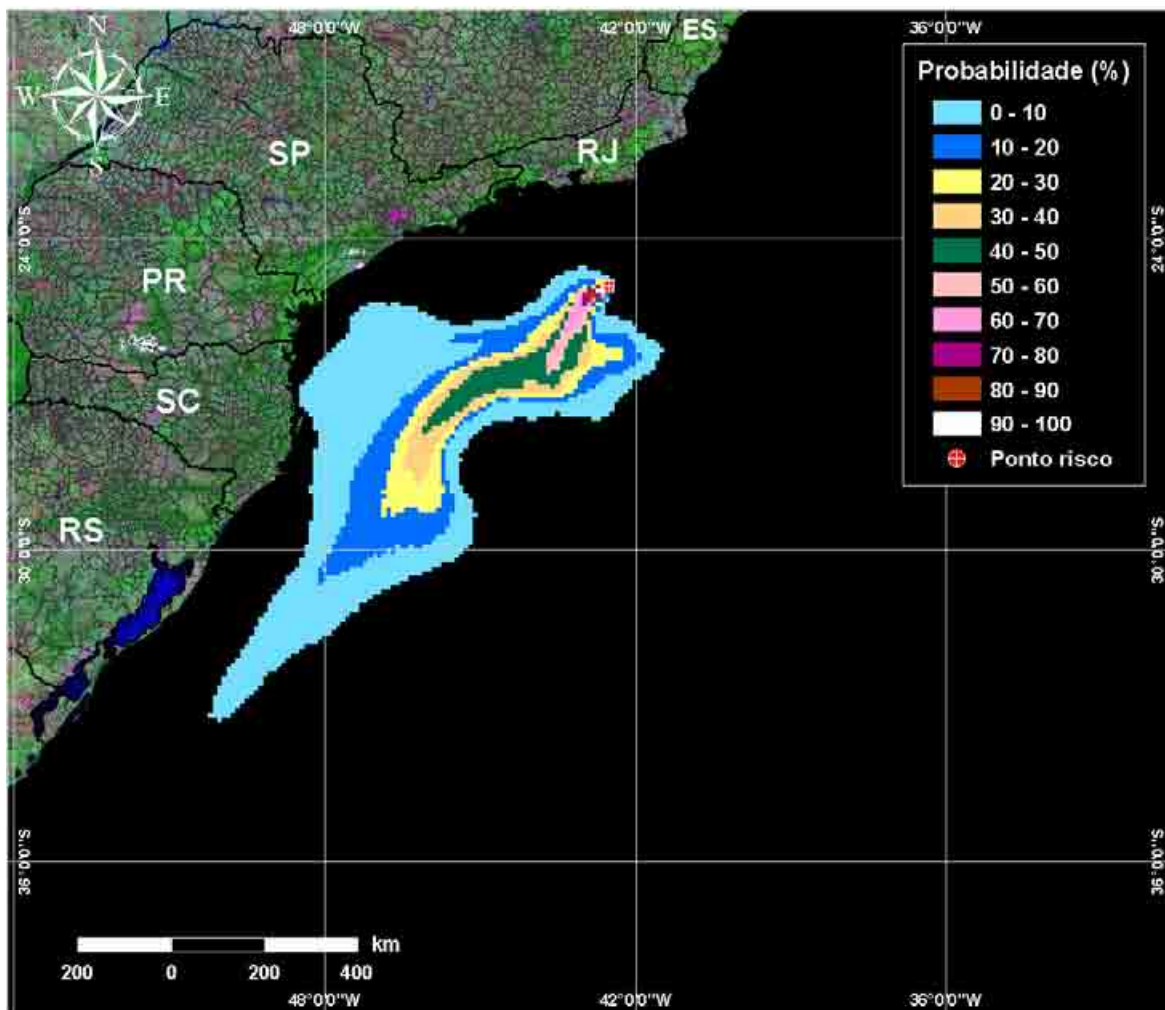 48°0'0"W 42°0'0"W 36°0'0"W
N
W E
S
ES
SP
RJ
PR
SC
RS
Probabilidade (%)
0 - 10
10 - 20
20 - 30
30 - 40
40 - 50
50 - 60
60 - 70
70 - 80
80 - 90
90 - 100
Ponto risco
24°0'0"S
24°0'0"S
30°0'0"S
30°0'0"S
36°0'0"S
36°0'0"S
km
200 0 200 400
48°0'0"W 42°0'0"W 36°0'0"W